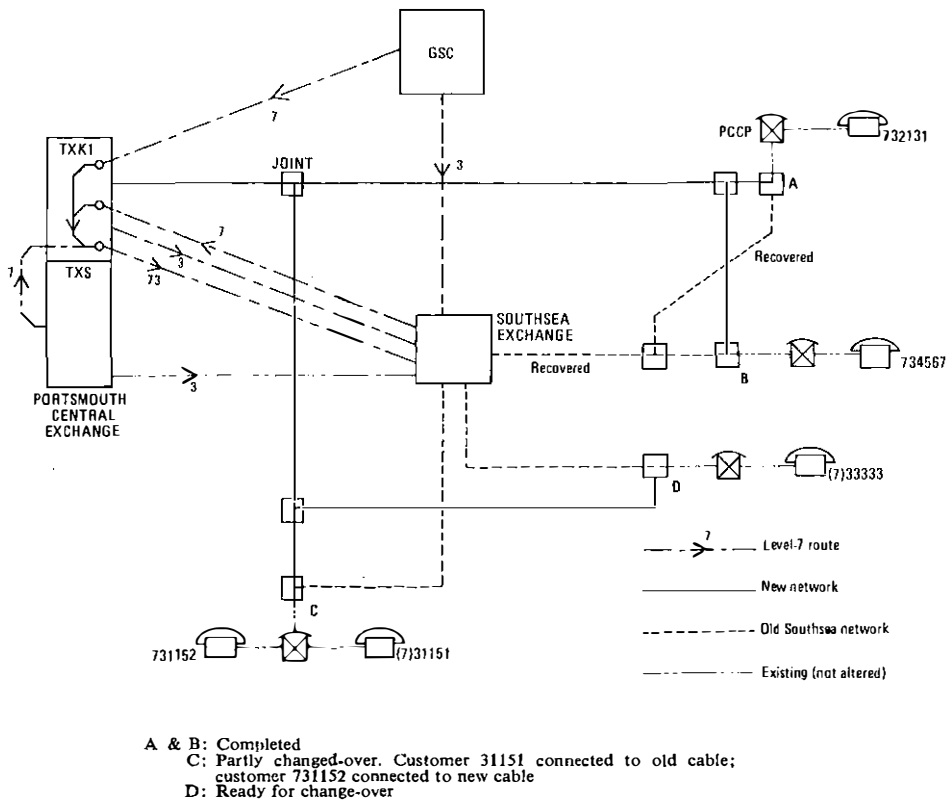 GSC
7
PCCP
732131
TXK1
JOINT
3
A
7
3
73
Recovered
TXS
7
SOUTHSEA
EXCHANGE
Recovered
B
734567
3
PORTSMOUTH
CENTRAL
EXCHANGE
D
(7)33333
7
Level-7 route
New network
C
Old Southsea network
731152
(7)31151
Existing (not altered)
A & B: Completed
C: Partly changed-over. Customer 31151 connected to old cable;
customer 731152 connected to new cable
D: Ready for change-over